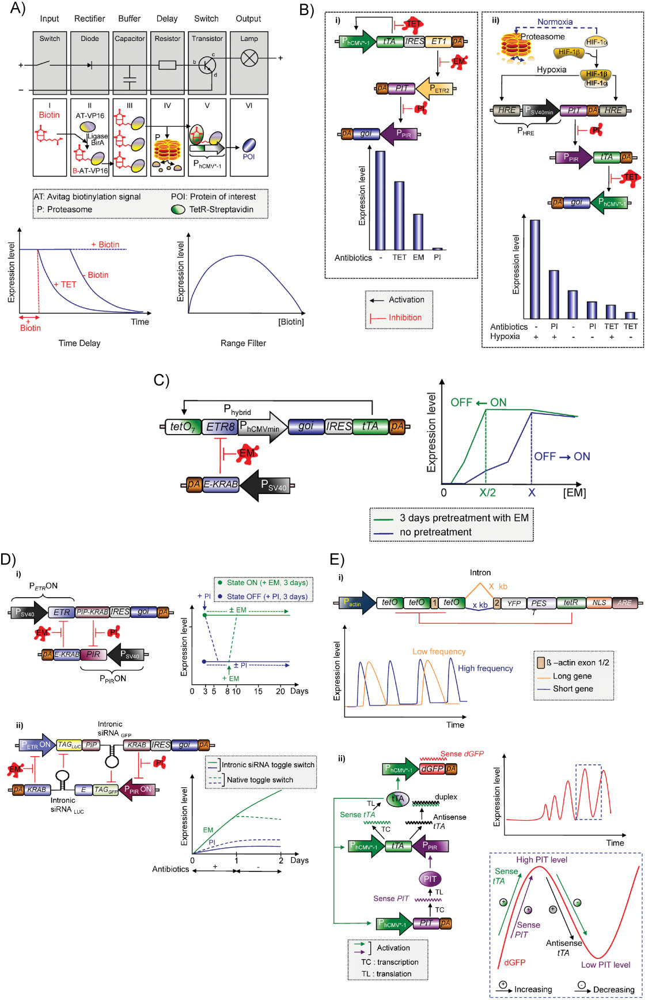 A)
Input Rectifier Buffer Delay Switch Output
Switch Diode Capacitor Resistor Transistor Lamp
+ b c d +
−
I II III IV V VI
Biotin AT-VP16 Ligase BirA B-AT-VP16 P PhCMV*-1 POI
AT: Avitag biotinylation signal POI: Protein of interest
P: Proteasome TetR-Streptavidin
Expression level
+ Biotin
- Biotin
+ TET
+ Biotin
Time
Time Delay
Expression level
[Biotin]
Range Filter
B)
i)
TET
PhCMV*-1 tTA IRES ET1 pA
EM
pA PIT PETR2
PI
pA goi PPIR
Expression level
Antibiotics - TET EM PI
Activation
Inhibition
ii)
Normoxia
Proteasome
HIF-1α
HIF-1β
HIF-1β
HIF-1α
Hypoxia
HRE PSV40min PIT pA HRE
PHRE
PI
PPIR tTA pA
TET
pA goi PhCMV*-1
Expression level
Antibiotics - PI - PI TET TET
Hypoxia + + - - + -
C)
Phybrid
tetO7 ETR8 PhCMVmin goi IRES tTA pA
EM
pA E-KRAB PSV40
Expression level
OFF ← ON
OFF → ON
0 X/2 X [EM]
3 days pretreatment with EM
no pretreatment
D)
i)
PETRON
PSV40 ETR PIP-KRAB IRES goi pA
EM PI
pA E-KRAB PIR PSV40
PPIRON
State ON (+ EM, 3 days)
State OFF (+ PI, 3 days)
+ PI
± EM
Expression level
± PI
+ EM
0 3 5 8 10 15 20 Days
ii)
Intronic
siRNA GFP
PETR ON TAGLUC PIP KRAB IRES goi pA
EM PI
pA KRAB E TAGGFP PPIR ON
Intronic
siRNA LUC
Intronic siRNA toggle switch
Native toggle switch
Expression level
EM
PI
0 1 2 Days
Antibiotics + -
E)
i)
Intron
X kb
Pactin tetO tetO 1 tetO x kb 2 YFP PEST tetR NLS ARE
Expression level
Low frequency
High frequency
Time
ß –actin exon 1/2
Long gene
Short gene
ii)
Sense dGFP
PhCMV*-1 dGFP pA
tTA duplex
TL
Sense tTA Antisense tTA
TC
PhCMV*-1 tTA PPIR
PIT
TL
Sense PIT
TC
PhCMV*-1 PIT pA
Activation
TC : transcription
TL : translation
Expression level
Time
High PIT level
Sense tTA
+ + + -
Sense PIT
Antisense tTA
dGFP
Low PIT level
+ Increasing - Decreasing